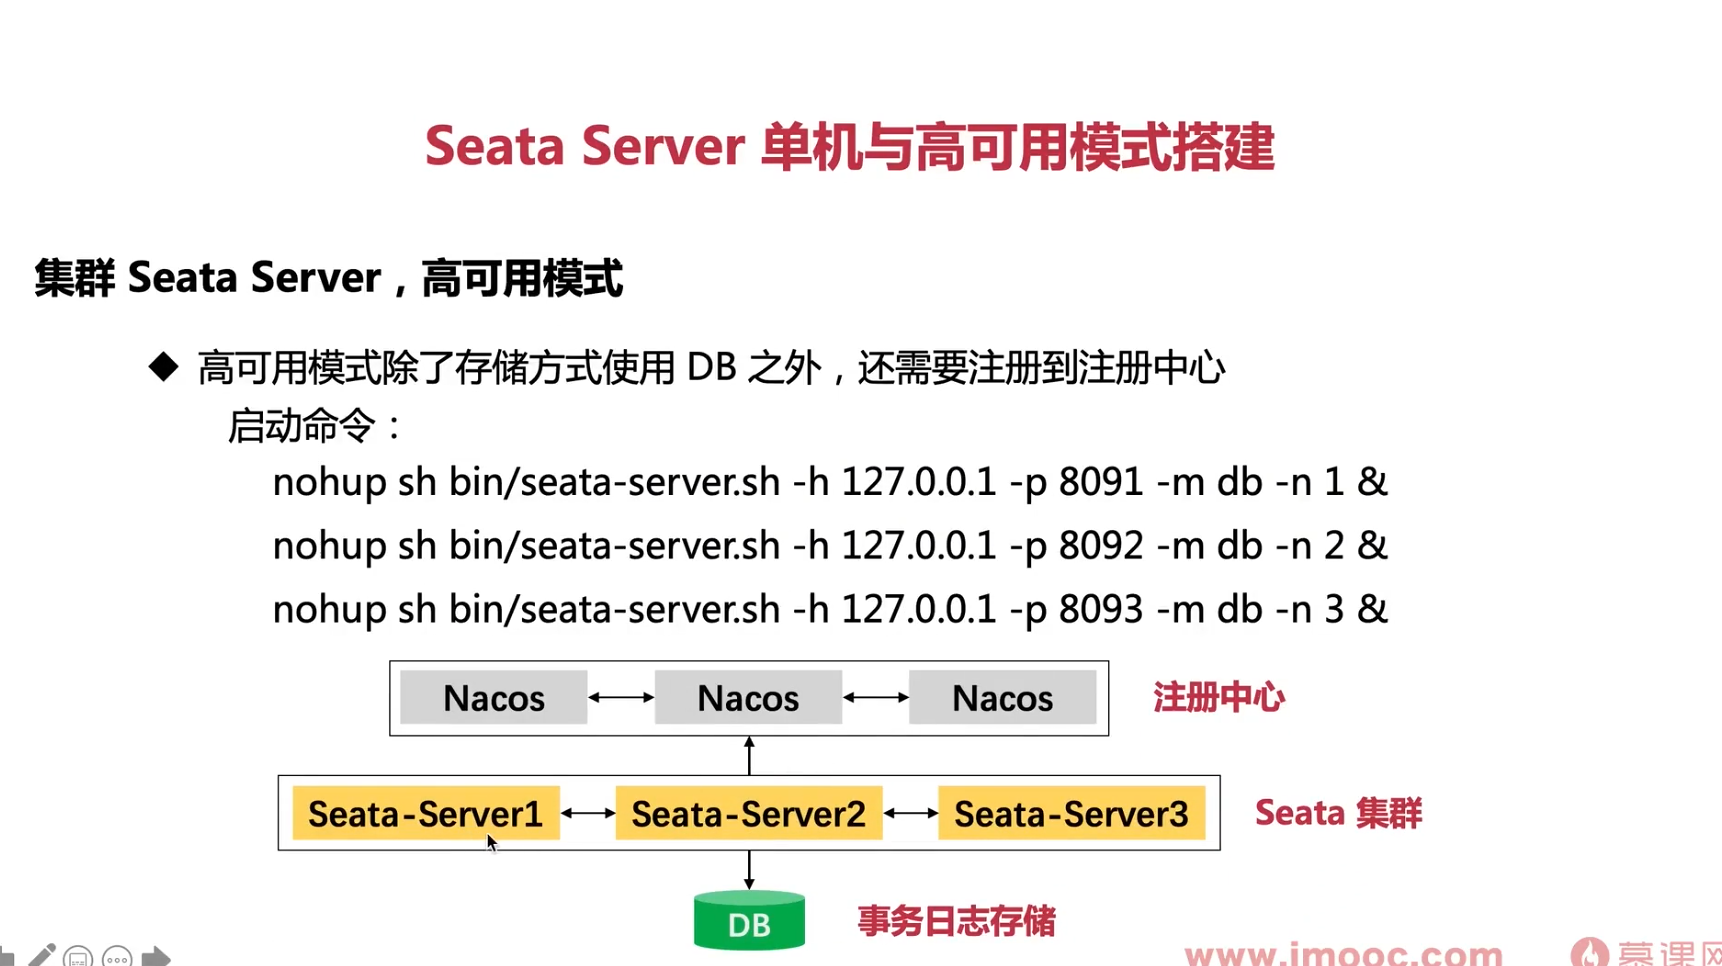 Seata Server 单机与高可用模式搭建
集群 Seata Server，高可用模式
◆ 高可用模式除了存储方式使用 DB 之外，还需要注册到注册中心
启动命令：
nohup sh bin/seata-server.sh -h 127.0.0.1 -p 8091 -m db -n 1 &
nohup sh bin/seata-server.sh -h 127.0.0.1 -p 8092 -m db -n 2 &
nohup sh bin/seata-server.sh -h 127.0.0.1 -p 8093 -m db -n 3 &
Nacos Nacos Nacos 注册中心
Seata-Server1 Seata-Server2 Seata-Server3 Seata 集群
DB 事务日志存储
www.imooc.com 慕课网